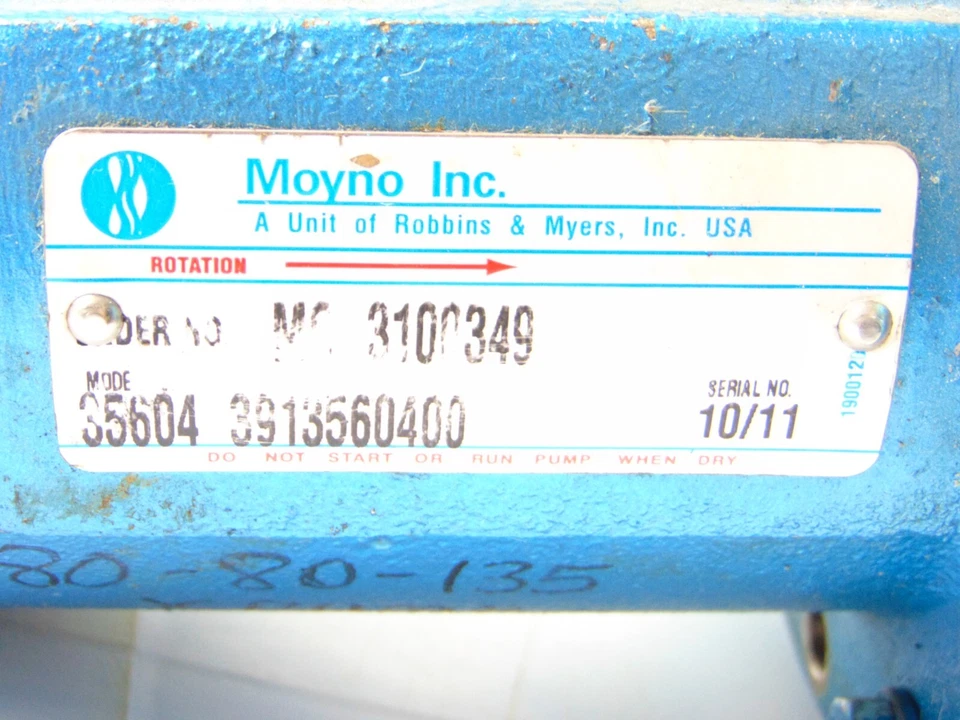 Moyno Inc.
A Unit of Robbins & Myers, Inc. USA
ROTATION
3100349
MODE
35604 3913560400
SERIAL NO.
10/11
DO NOT START OR RUN PUMP WHEN DRY
80-80-135